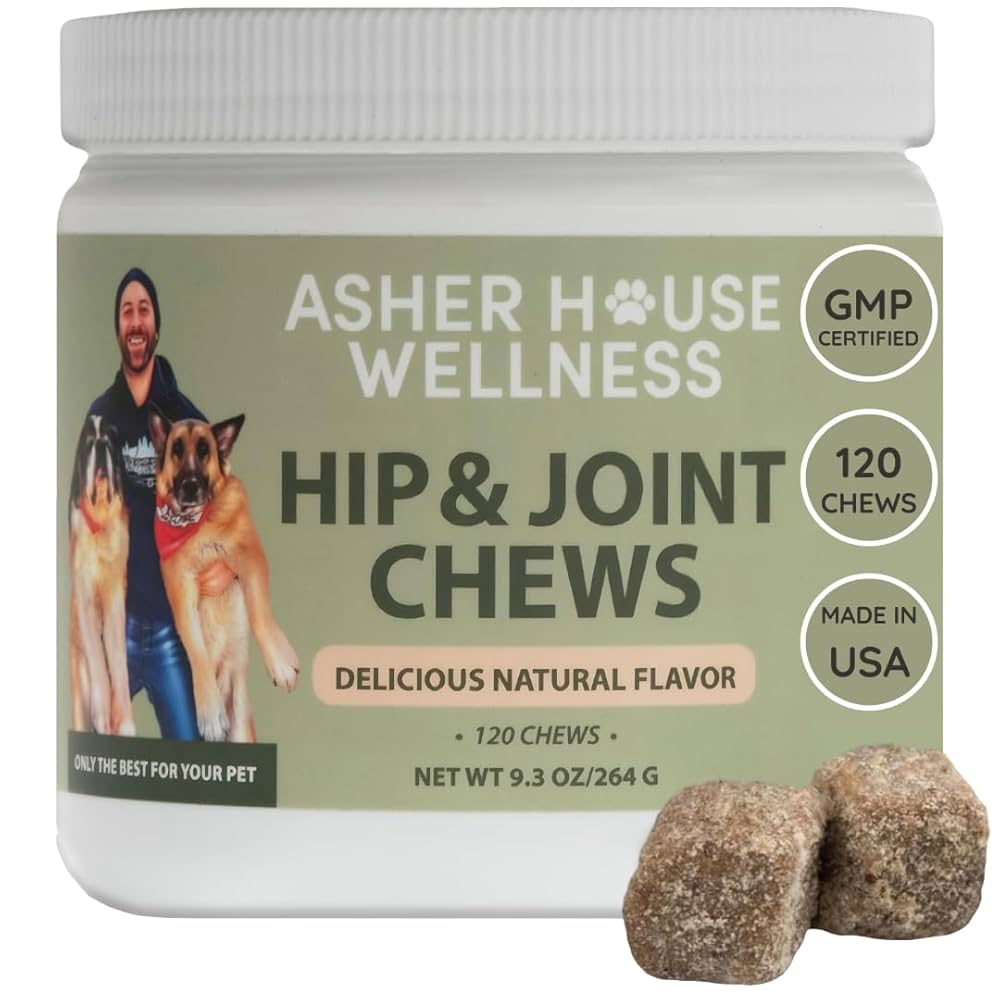 ASHER HOUSE
WELLNESS
HIP & JOINT
CHEWS
DELICIOUS NATURAL FLAVOR
• 120 CHEWS •
NET WT 9.3 OZ/264 G
ONLY THE BEST FOR YOUR PET
GMP
CERTIFIED
120
CHEWS
MADE IN
USA